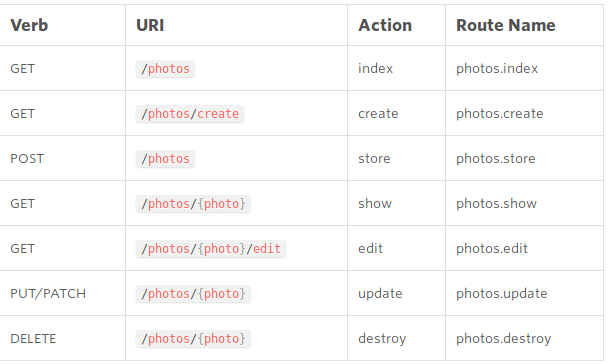 Verb URI Action Route Name
GET /photos index photos.index
GET /photos/create create photos.create
POST /photos store photos.store
GET /photos/{photo} show photos.show
GET /photos/{photo}/edit edit photos.edit
PUT/PATCH /photos/{photo} update photos.update
DELETE /photos/{photo} destroy photos.destroy